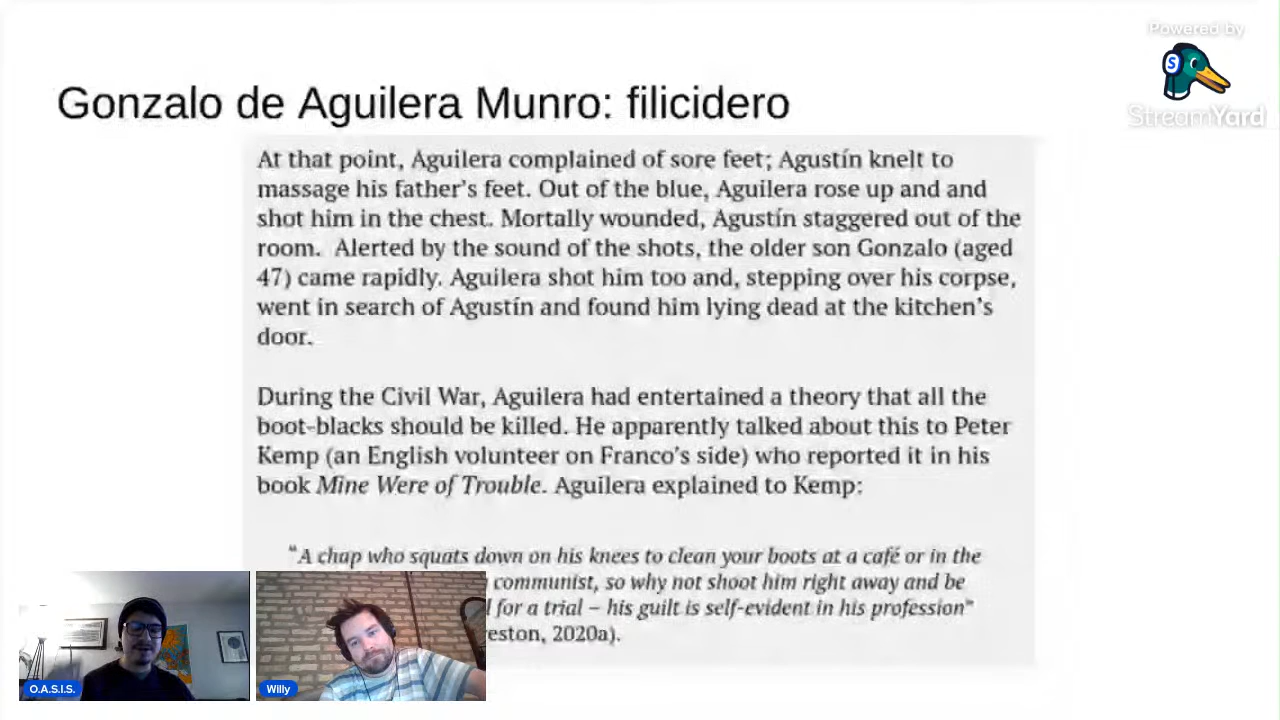 Powered by
StreamYard
Gonzalo de Aguilera Munro: filicidero
At that point, Aguilera complained of sore feet; Agustín knelt to
massage his father's feet. Out of the blue, Aguilera rose up and and
shot him in the chest. Mortally wounded, Agustín staggered out of the
room. Alerted by the sound of the shots, the older son Gonzalo (aged
47) came rapidly. Aguilera shot him too and, stepping over his corpse,
went in search of Agustín and found him lying dead at the kitchen's
door.
During the Civil War, Aguilera had entertained a theory that all the
boot-blacks should be killed. He apparently talked about this to Peter
Kemp (an English volunteer on Franco's side) who reported it in his
book Mine Were of Trouble. Aguilera explained to Kemp:
"A chap who squats down on his knees to clean your boots at a café or in the
communist, so why not shoot him right away and be
for a trial – his guilt is self-evident in his profession"
eston, 2020a).
O.A.S.I.S.
Willy